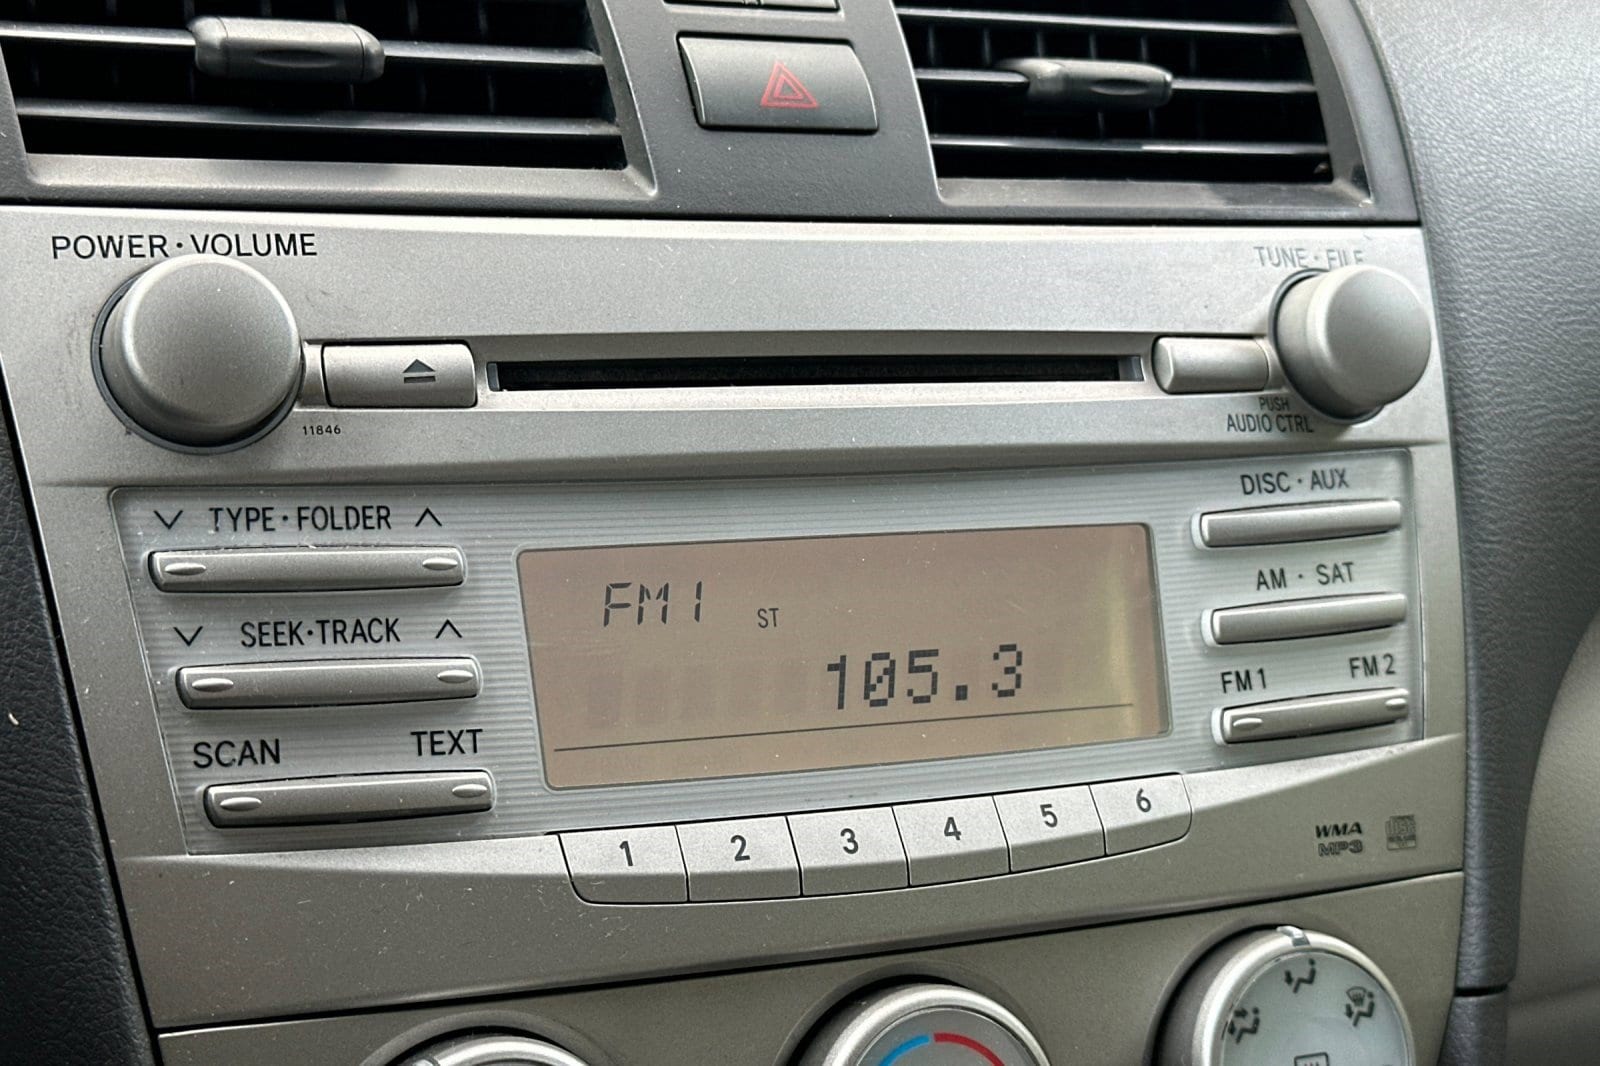 POWER · VOLUME
TUNE · FILE
11846
PUSH
AUDIO CTRL
∨ TYPE · FOLDER ∧
DISC · AUX
FM1 ST
105.3
AM · SAT
∨ SEEK · TRACK ∧
FM1 FM2
SCAN TEXT
1 2 3 4 5 6
WMA
MP3